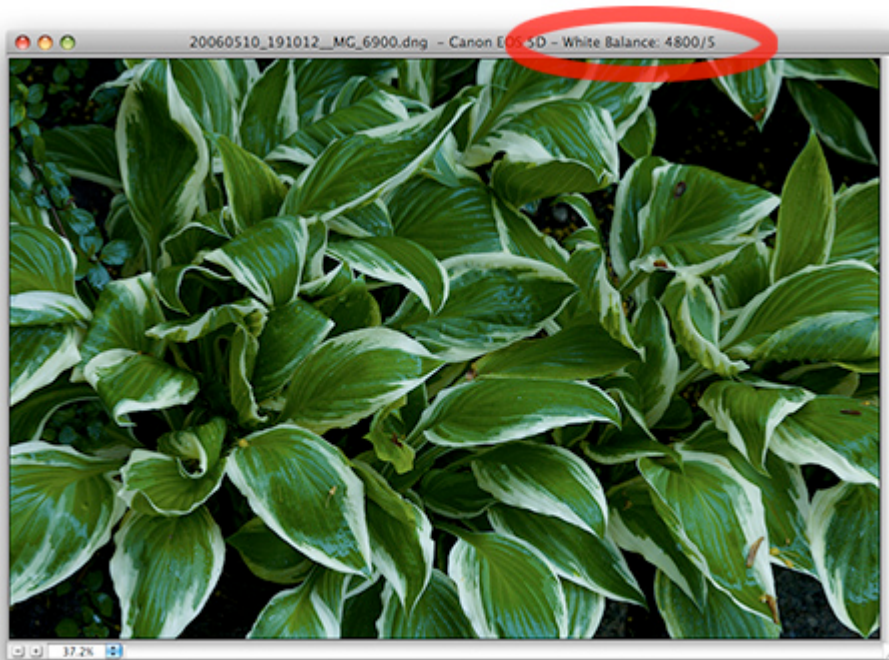 20060510_191012__MG_6900.dng – Canon EOS 5D – White Balance: 4800/5
37.2%